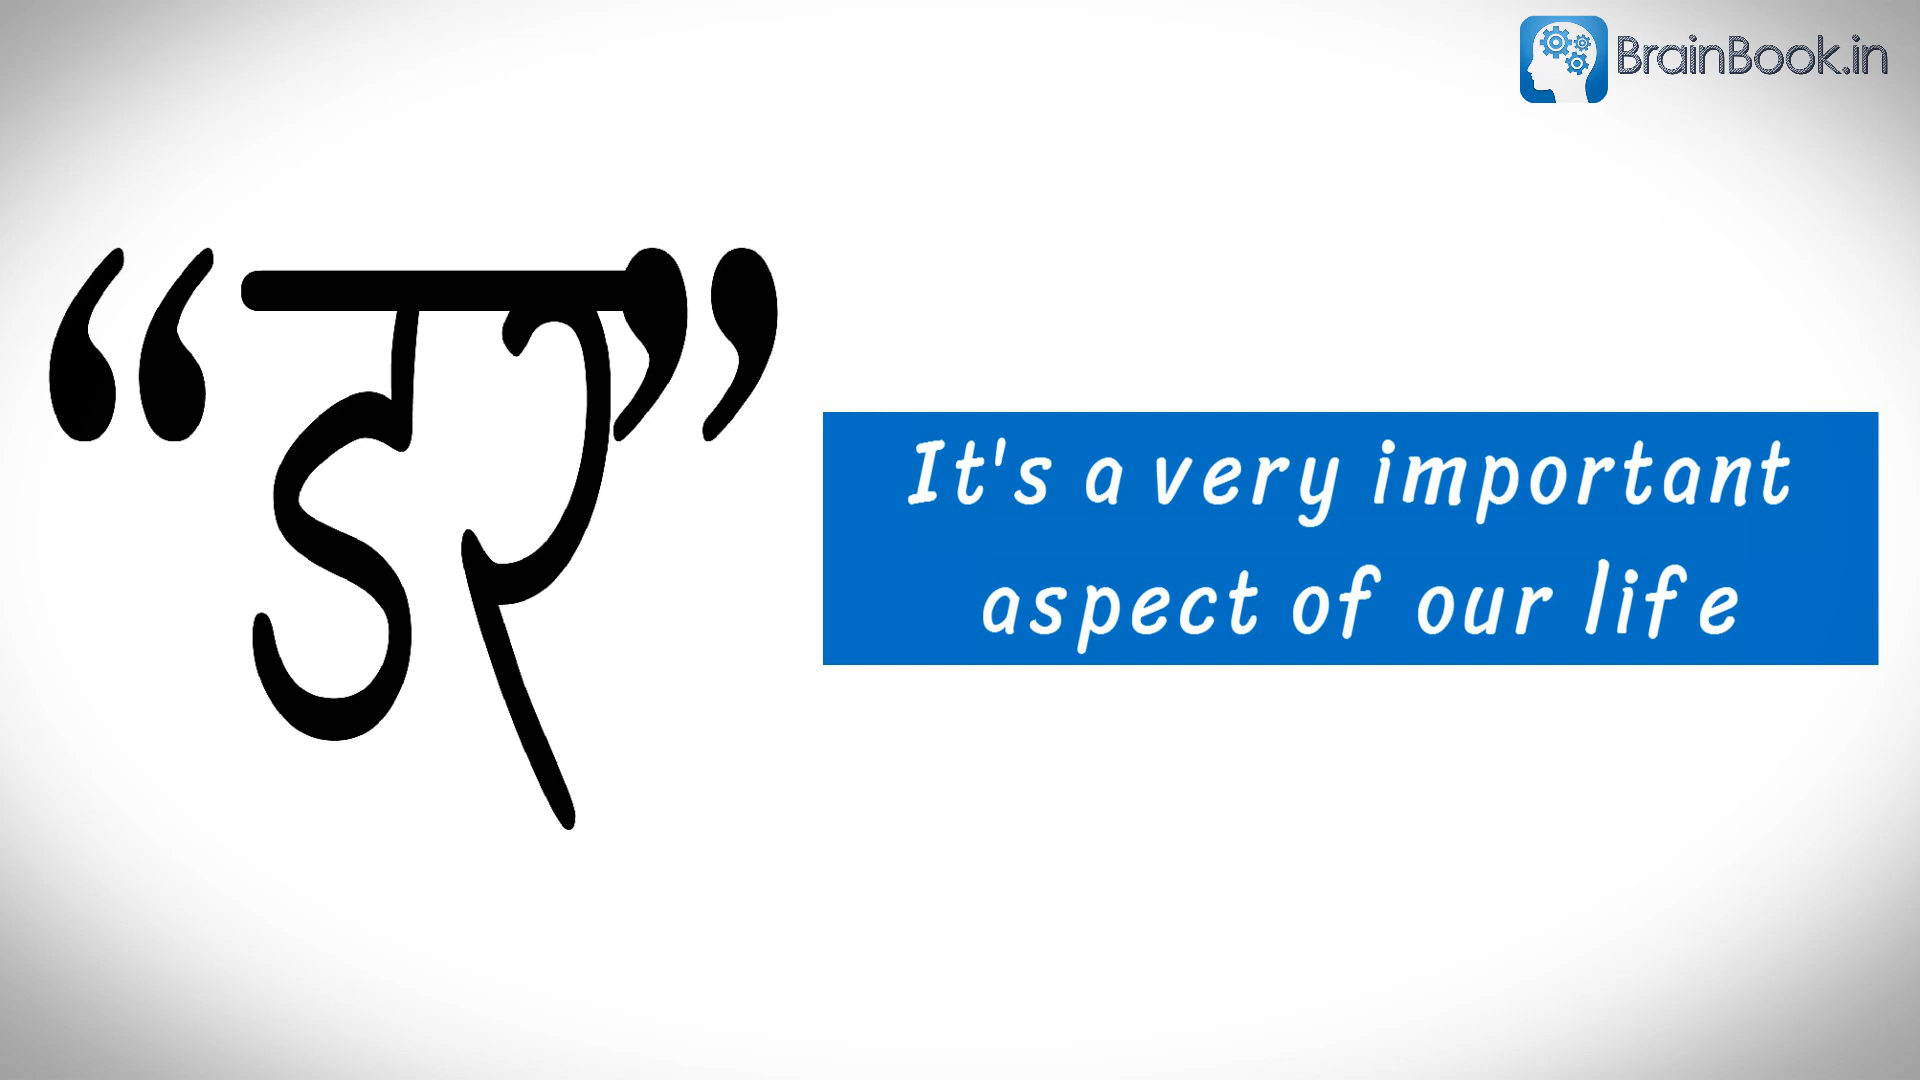 BrainBook.in
“डर”
It's a very important
aspect of our life